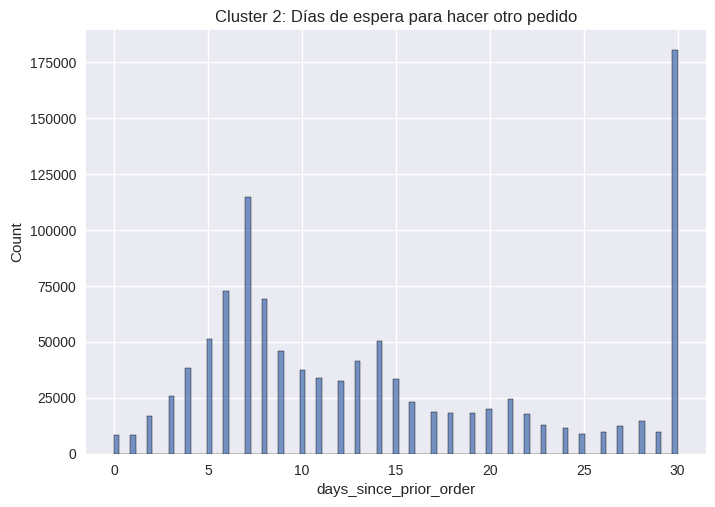 Cluster 2: Días de espera para hacer otro pedido
175000
150000
125000
100000
75000
50000
25000
0
Count
0 5 10 15 20 25 30
days_since_prior_order